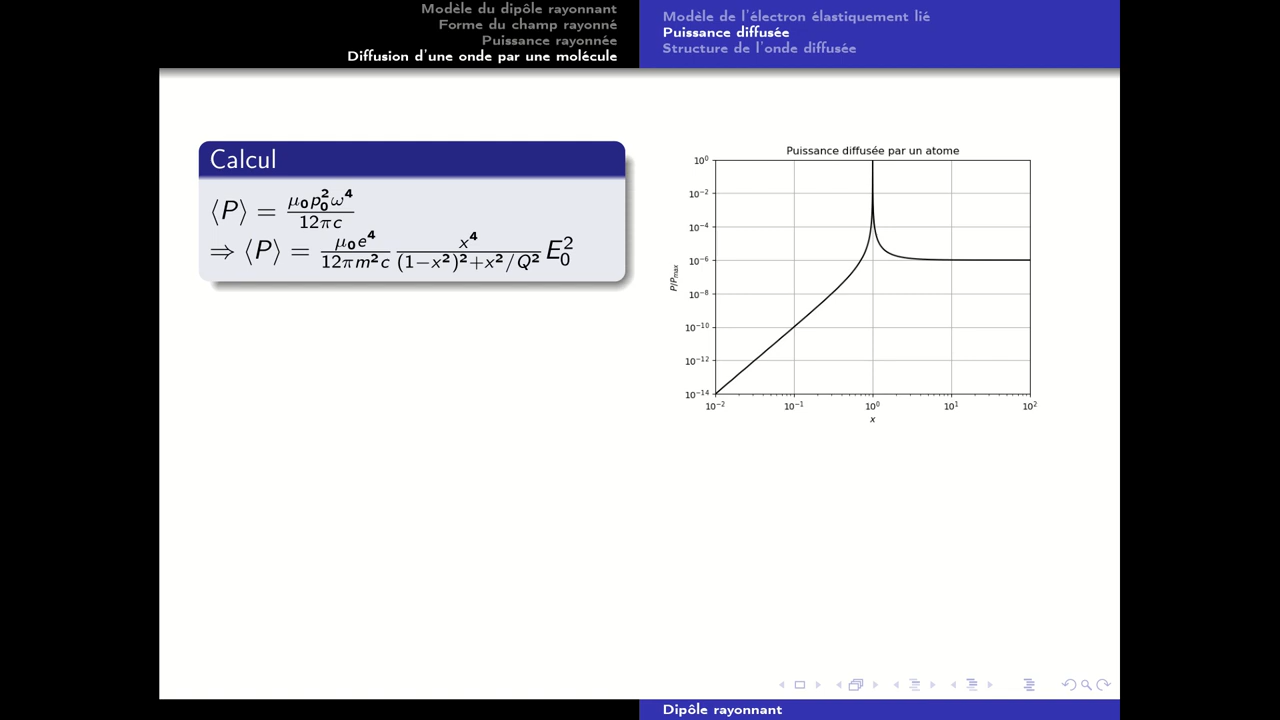 Modèle du dipôle rayonnant
Forme du champ rayonné
Puissance rayonnée
Diffusion d'une onde par une molécule
Modèle de l'électron élastiquement lié
Puissance diffusée
Structure de l'onde diffusée
Calcul
⟨P⟩ = μ₀p₀²ω⁴/12πc
⇒ ⟨P⟩ = μ₀e⁴/12πm²c x⁴/(1−x²)²+x²/Q² E₀²
Puissance diffusée par un atome
10⁰
10⁻²
10⁻⁴
10⁻⁶
10⁻⁸
10⁻¹⁰
10⁻¹²
10⁻¹⁴
P/Pmax
10⁻² 10⁻¹ 10⁰ 10¹ 10²
x
Dipôle rayonnant